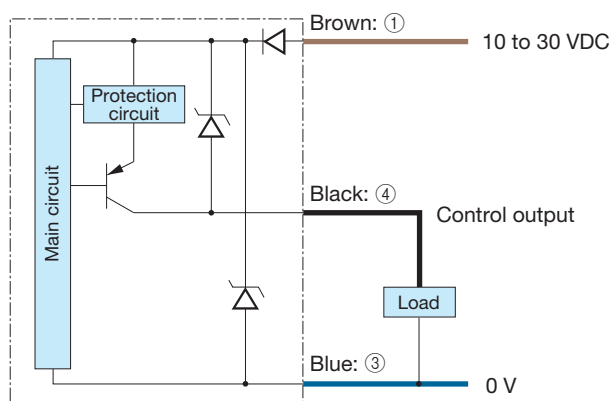 Brown: ①
10 to 30 VDC
Protection
circuit
Main circuit
Black: ④
Control output
Load
Blue: ③
0 V